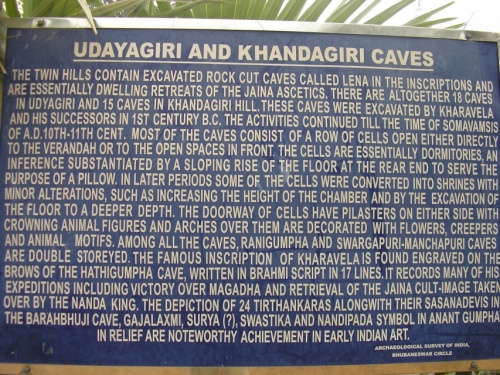 UDAYAGIRI AND KHANDAGIRI CAVES
THE TWIN HILLS CONTAIN EXCAVATED ROCK CUT CAVES CALLED LENA IN THE INSCRIPTIONS AND
ARE ESSENTIALLY DWELLING RETREATS OF THE JAINA ASCETICS. THERE ARE ALTOGETHER 18 CAVES
IN UDYAGIRI AND 15 CAVES IN KHANDAGIRI HILL. THESE CAVES WERE EXCAVATED BY KHARAVELA
AND HIS SUCCESSORS IN 1ST CENTURY B.C. THE ACTIVITIES CONTINUED TILL THE TIME OF SOMAVAMSIS
OF A.D.10TH-11TH CENT. MOST OF THE CAVES CONSIST OF A ROW OF CELLS OPEN EITHER DIRECTLY
TO THE VERANDAH OR TO THE OPEN SPACES IN FRONT. THE CELLS ARE ESSENTIALLY DORMITORIES, AN
INFERENCE SUBSTANTIATED BY A SLOPING RISE OF THE FLOOR AT THE REAR END TO SERVE THE
PURPOSE OF A PILLOW. IN LATER PERIODS SOME OF THE CELLS WERE CONVERTED INTO SHRINES WITH
MINOR ALTERATIONS, SUCH AS INCREASING THE HEIGHT OF THE CHAMBER AND BY THE EXCAVATION OF
THE FLOOR TO A DEEPER DEPTH. THE DOORWAY OF CELLS HAVE PILASTERS ON EITHER SIDE WITH
CROWNING ANIMAL FIGURES AND ARCHES OVER THEM ARE DECORATED WITH FLOWERS, CREEPERS
AND ANIMAL MOTIFS. AMONG ALL THE CAVES, RANIGUMPHA AND SWARGAPURI-MANCHAPURI CAVES
ARE DOUBLE STOREYED. THE FAMOUS INSCRIPTION OF KHARAVELA IS FOUND ENGRAVED ON THE
BROWS OF THE HATHIGUMPHA CAVE, WRITTEN IN BRAHMI SCRIPT IN 17 LINES. IT RECORDS MANY OF HIS
EXPEDITIONS INCLUDING VICTORY OVER MAGADHA AND RETRIEVAL OF THE JAINA CULT-IMAGE TAKEN
OVER BY THE NANDA KING. THE DEPICTION OF 24 TIRTHANKARAS ALONGWITH THEIR SASANADEVIS IN
THE BARAHBHUJI CAVE, GAJALAXMI, SURYA (?), SWASTIKA AND NANDIPADA SYMBOL IN ANANT GUMPHA
IN RELIEF ARE NOTEWORTHY ACHIEVEMENT IN EARLY INDIAN ART.
ARCHAEOLOGICAL SURVEY OF INDIA,
BHUBANESWAR CIRCLE